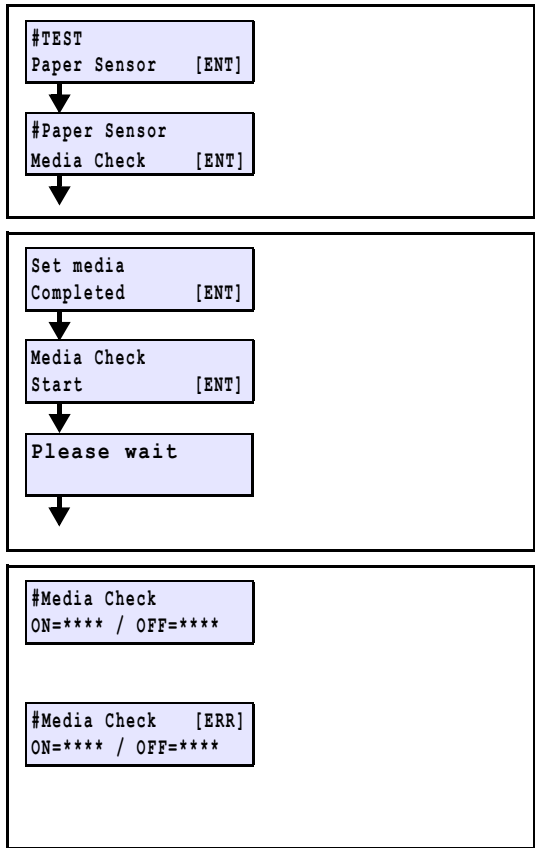 #TEST
Paper Sensor [ENT]
#Paper Sensor
Media Check [ENT]
Set media
Completed [ENT]
Media Check
Start [ENT]
Please wait
#Media Check
ON=**** / OFF=****
#Media Check [ERR]
ON=**** / OFF=****